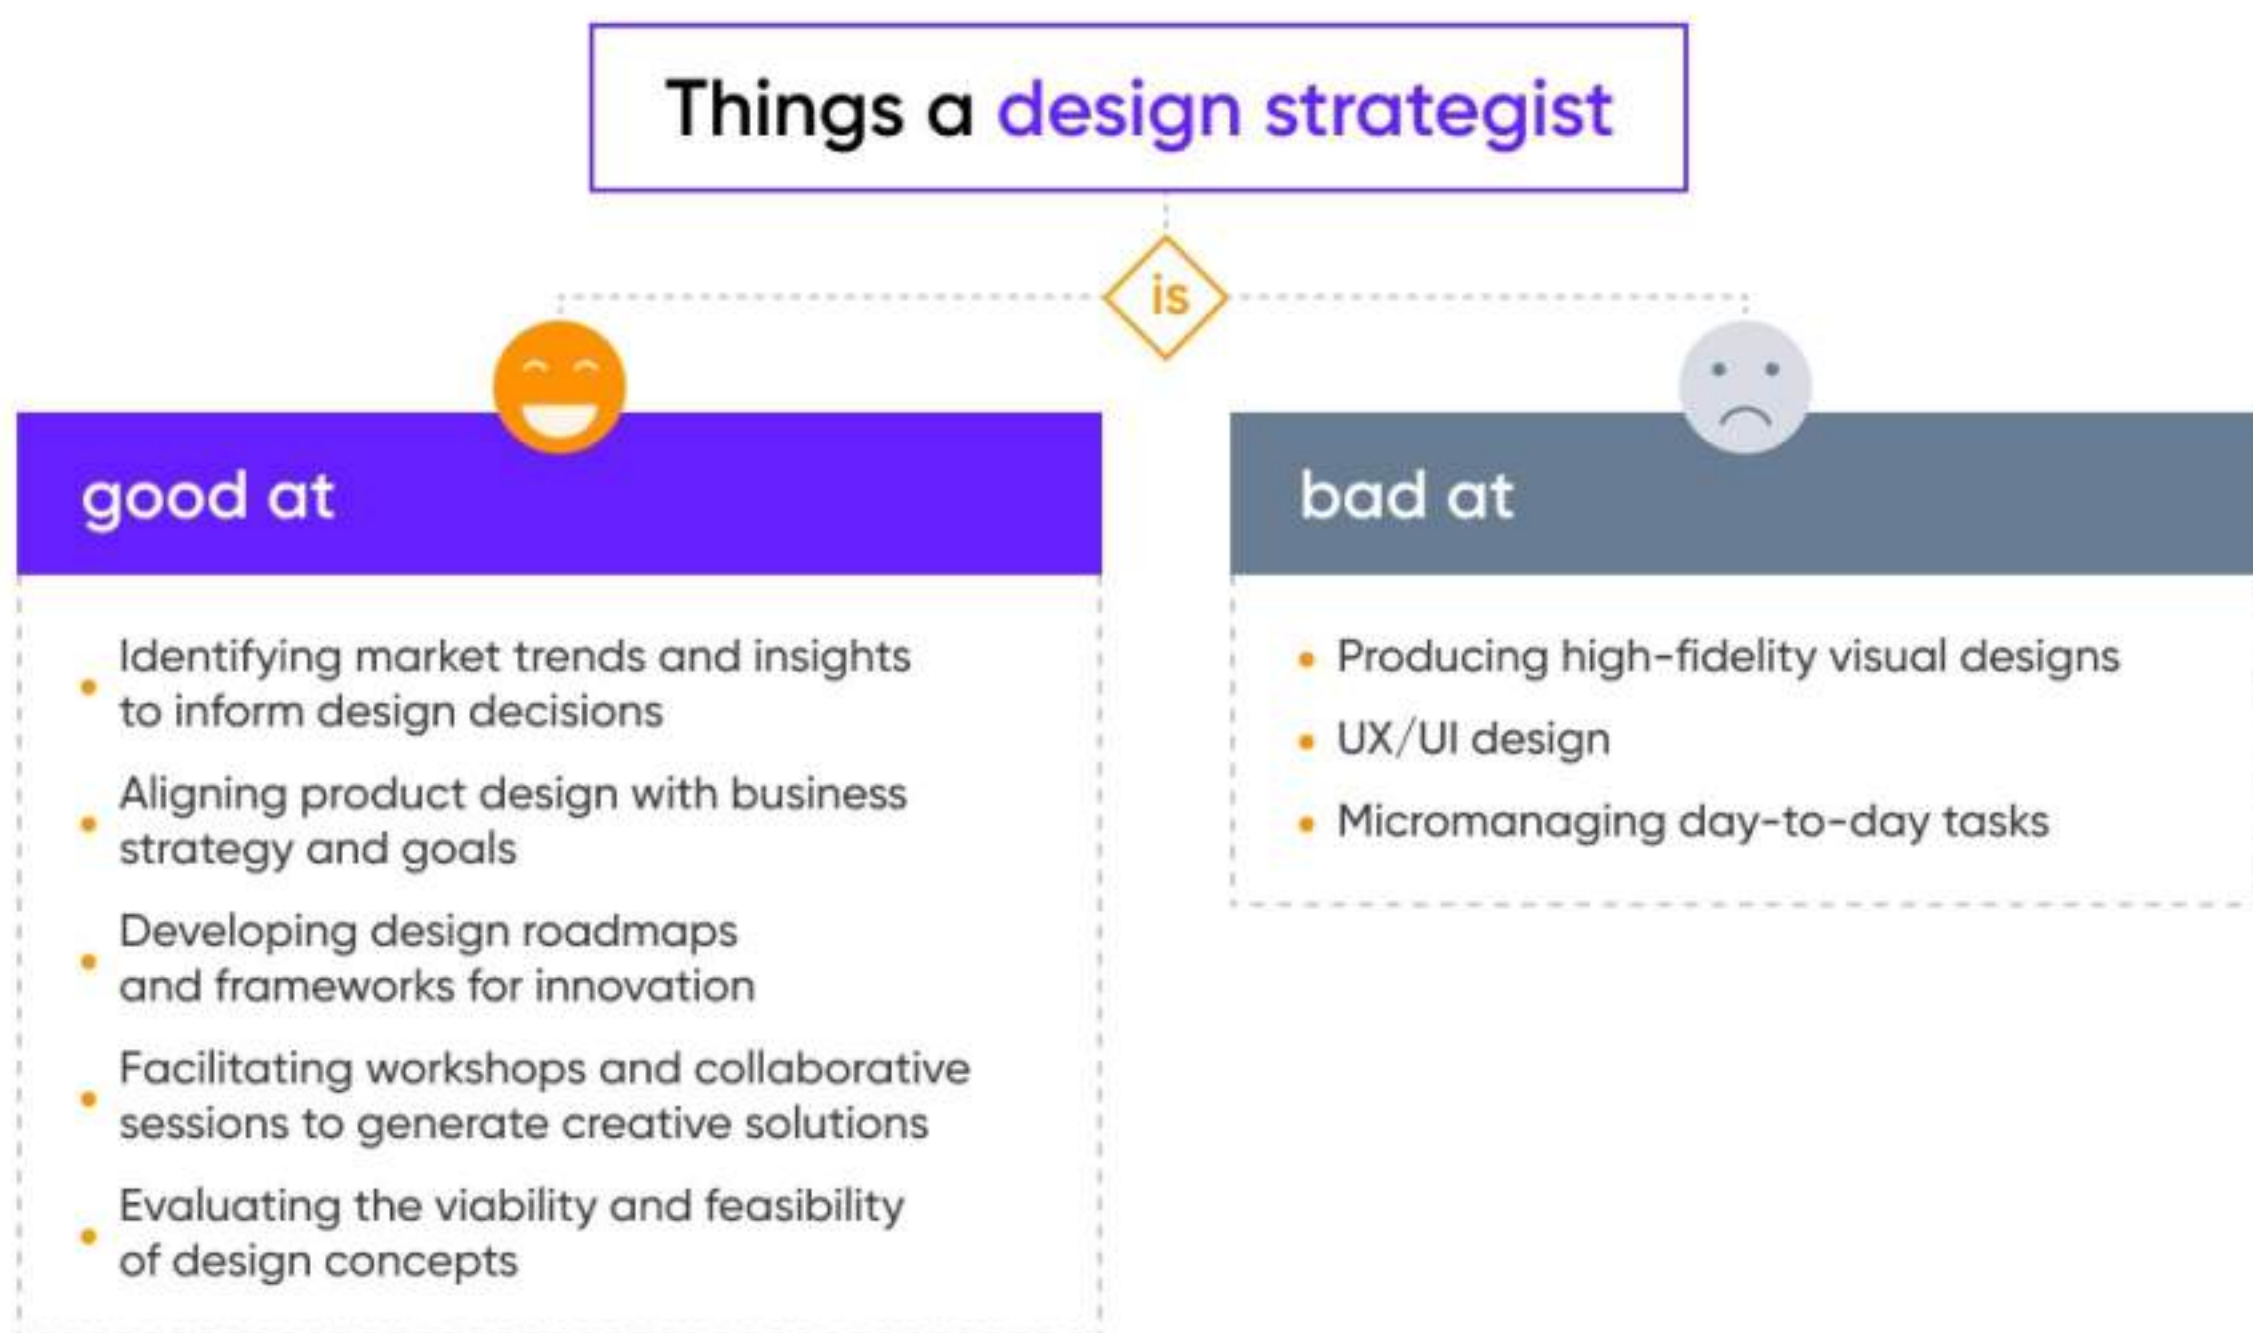 Things a design strategist
is
good at
Identifying market trends and insights
to inform design decisions
Aligning product design with business
strategy and goals
Developing design roadmaps
and frameworks for innovation
Facilitating workshops and collaborative
sessions to generate creative solutions
Evaluating the viability and feasibility
of design concepts
bad at
Producing high-fidelity visual designs
UX/UI design
Micromanaging day-to-day tasks